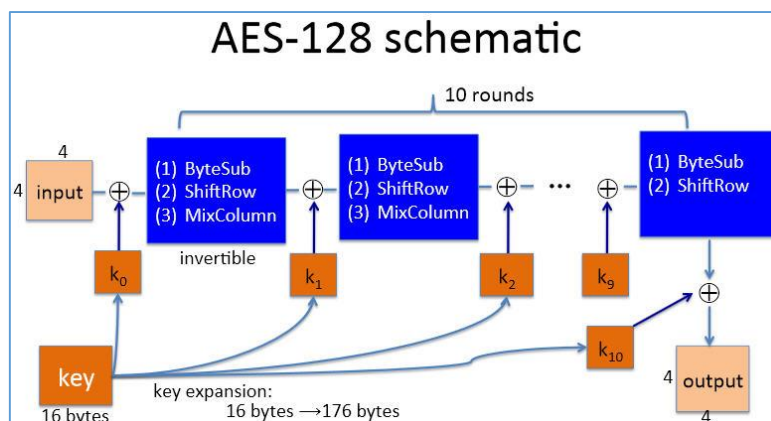 AES-128 schematic
10 rounds
4
4
input
⊕
(1) ByteSub
(2) ShiftRow
(3) MixColumn
invertible
⊕
(1) ByteSub
(2) ShiftRow
(3) MixColumn
⊕
...
⊕
(1) ByteSub
(2) ShiftRow
k₀
k₁
k₂
k₉
⊕
k₁₀
key
16 bytes
key expansion:
16 bytes →176 bytes
4
output
4